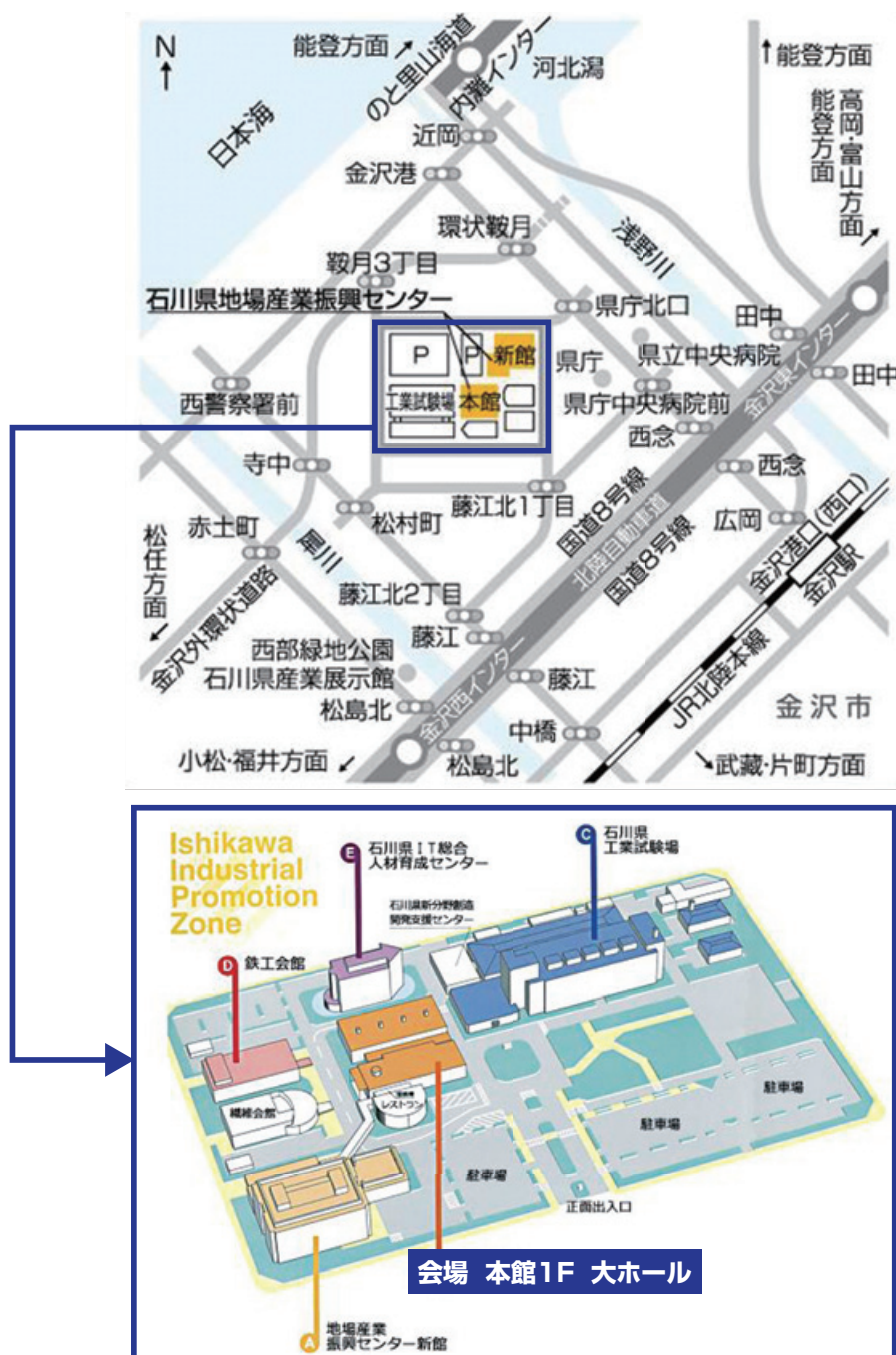 N
能登方面
のと里山海道
内灘インター
河北潟
能登方面
高岡・富山方面
能登方面
日本海
近岡
金沢港
浅野川
環状鞍月
鞍月3丁目
石川県地場産業振興センター
県庁北口
田中
P
P
新館
県庁
県立中央病院
金沢東インター
田中
西警察署前
工業試験場
本館
県庁中央病院前
西念
寺中
西念
藤江北1丁目
国道8号線
北陸自動車道
国道8号線
広岡
金沢港口(西口)
金沢駅
松村町
赤土町
犀川
松任方面
金沢外環状道路
藤江北2丁目
藤江
西部緑地公園
石川県産業展示館
藤江
JR北陸本線
金沢市
松島北
金沢西インター
中橋
小松・福井方面
松島北
武蔵・片町方面
Ishikawa
Industrial
Promotion
Zone
E
石川県IT総合
人材育成センター
C
石川県
工業試験場
石川県新分野創造
開発支援センター
D
鉄工会館
繊維会館
レストラン
駐車場
駐車場
駐車場
正面出入口
会場 本館1F 大ホール
A
地場産業
振興センター新館